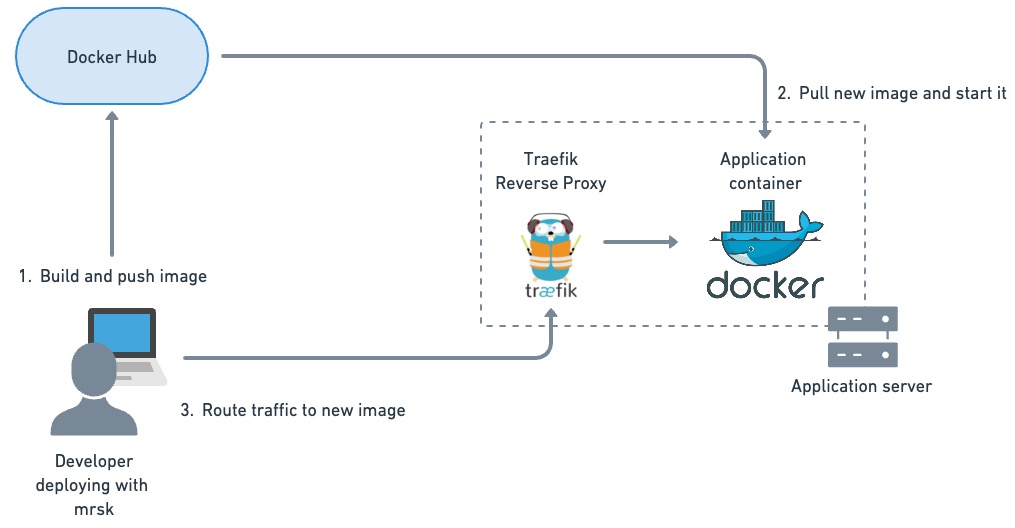 Docker Hub
2. Pull new image and start it
Traefik
Reverse Proxy
Application
container
træfik
docker
1. Build and push image
Application server
3. Route traffic to new image
Developer
deploying with
mrsk